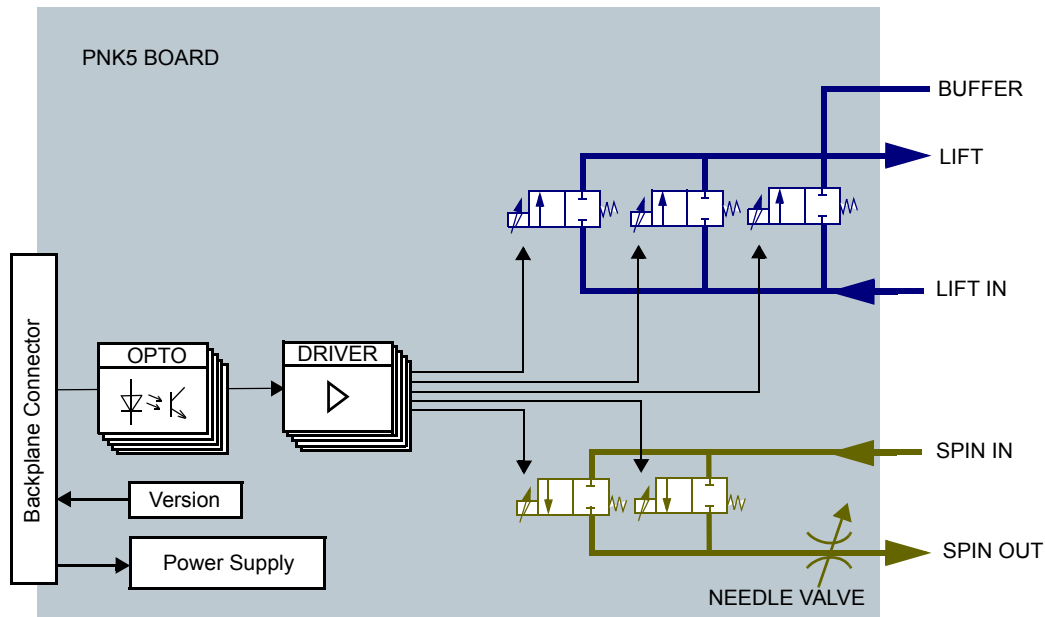 PNK5 BOARD
BUFFER
LIFT
LIFT IN
Backplane Connector
OPTO
DRIVER
SPIN IN
Version
Power Supply
SPIN OUT
NEEDLE VALVE